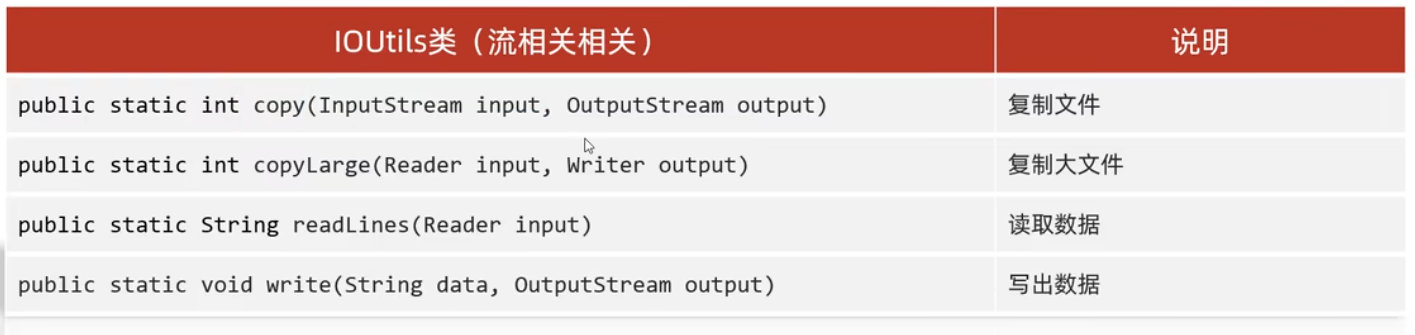 IOUtils类（流相关相关） 说明
public static int copy(InputStream input, OutputStream output) 复制文件
public static int copyLarge(Reader input, Writer output) 复制大文件
public static String readLines(Reader input) 读取数据
public static void write(String data, OutputStream output) 写出数据